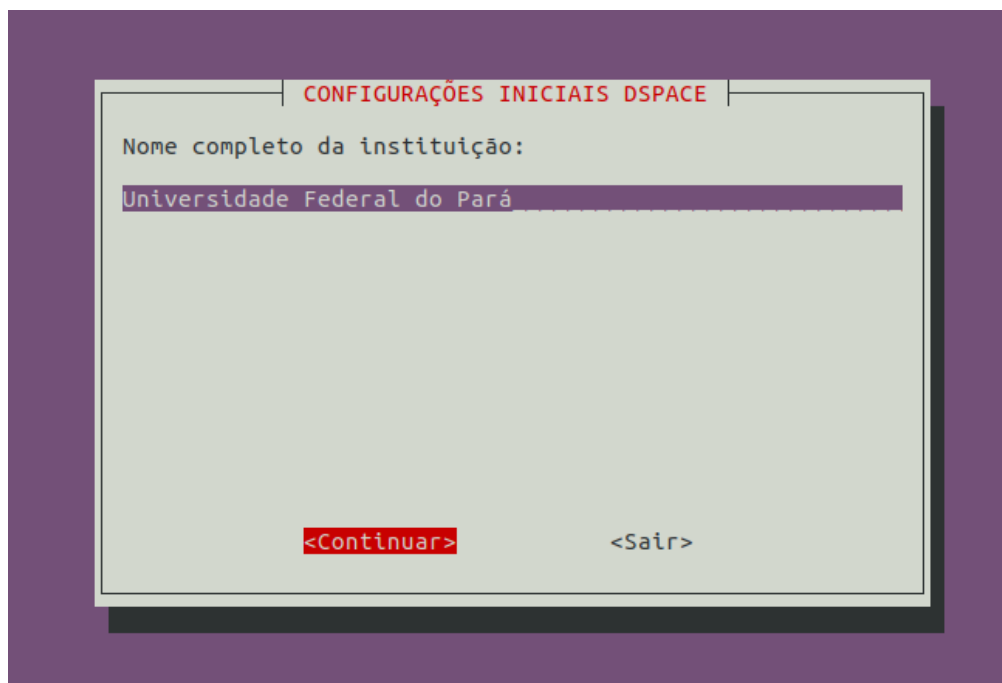 CONFIGURAÇÕES INICIAIS DSPACE
Nome completo da instituição:
Universidade Federal do Pará
<Continuar> <Sair>